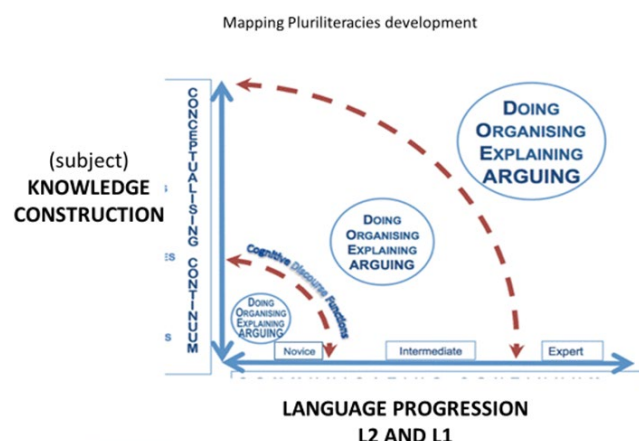 Mapping Pluriliteracies development
(subject)
KNOWLEDGE
CONSTRUCTION
CONCEPTUALISING CONTINUUM
DOING
ORGANISING
EXPLAINING
ARGUING
DOING
ORGANISING
EXPLAINING
ARGUING
Cognitive Discourse Functions
DOING
ORGANISING
EXPLAINING
ARGUING
Novice
Intermediate
Expert
LANGUAGE PROGRESSION
L2 AND L1